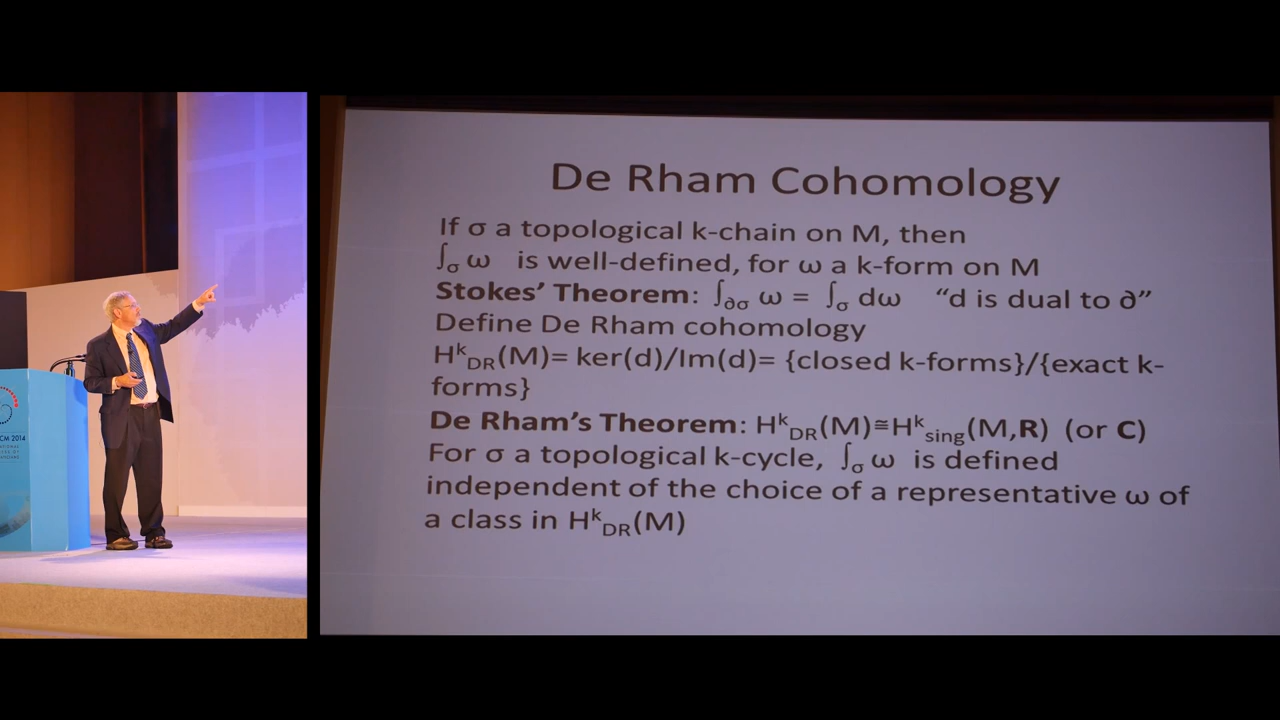 De Rham Cohomology
If σ a topological k-chain on M, then
∫σ ω is well-defined, for ω a k-form on M
Stokes' Theorem: ∫∂σ ω = ∫σ dω “d is dual to ∂”
Define De Rham cohomology
HᵏDR(M)= ker(d)/Im(d)= {closed k-forms}/{exact k-
forms}
De Rham's Theorem: HᵏDR(M)≅Hᵏsing(M,R) (or C)
For σ a topological k-cycle, ∫σ ω is defined
independent of the choice of a representative ω of
a class in HᵏDR(M)
CM 2014